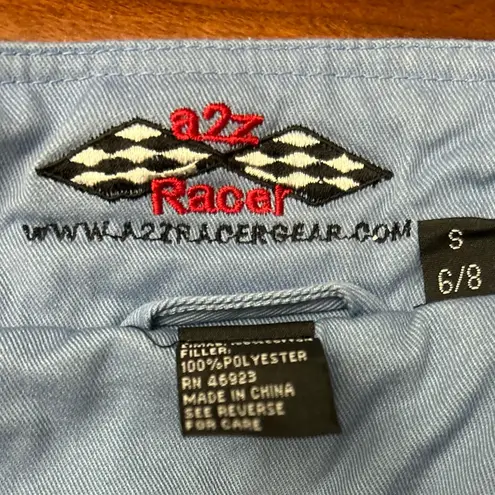 a2z
Racer
WWW.A2ZRACERGEAR.COM
S
6/8
FILLER:
100%POLYESTER
RN 46923
MADE IN CHINA
SEE REVERSE
FOR CARE